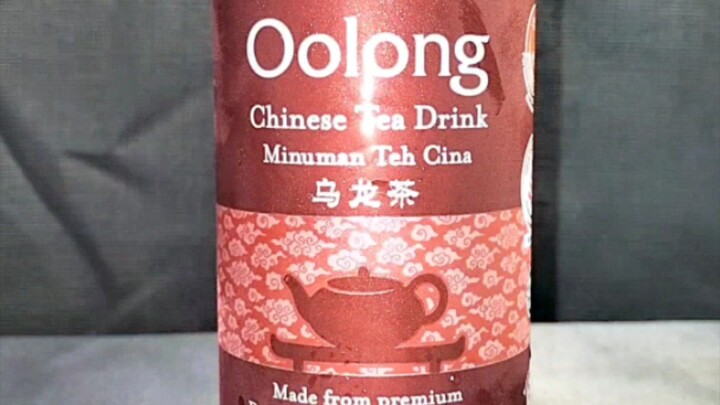 Oolong
Chinese Tea Drink
Minuman Teh Cina
乌龙茶
Made from premium